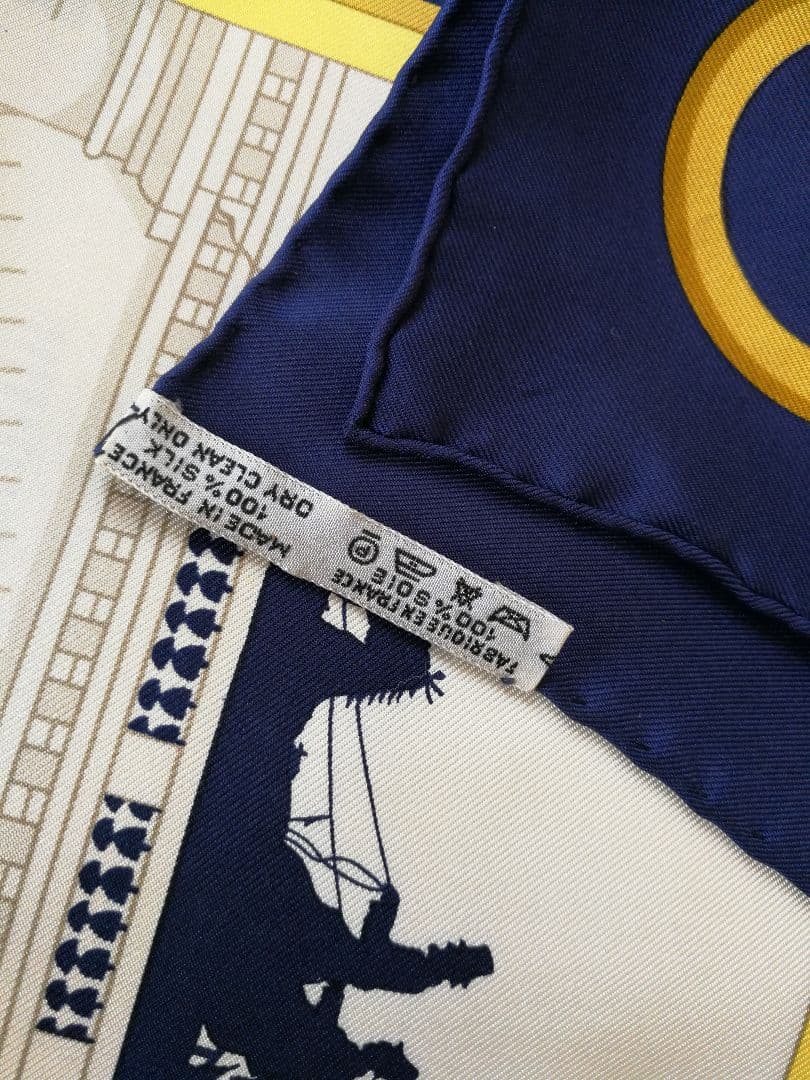 FABRIQUE EN FRANCE
100% SOIE
MADE IN FRANCE
100% SILK
DRY CLEAN ONLY
P
A